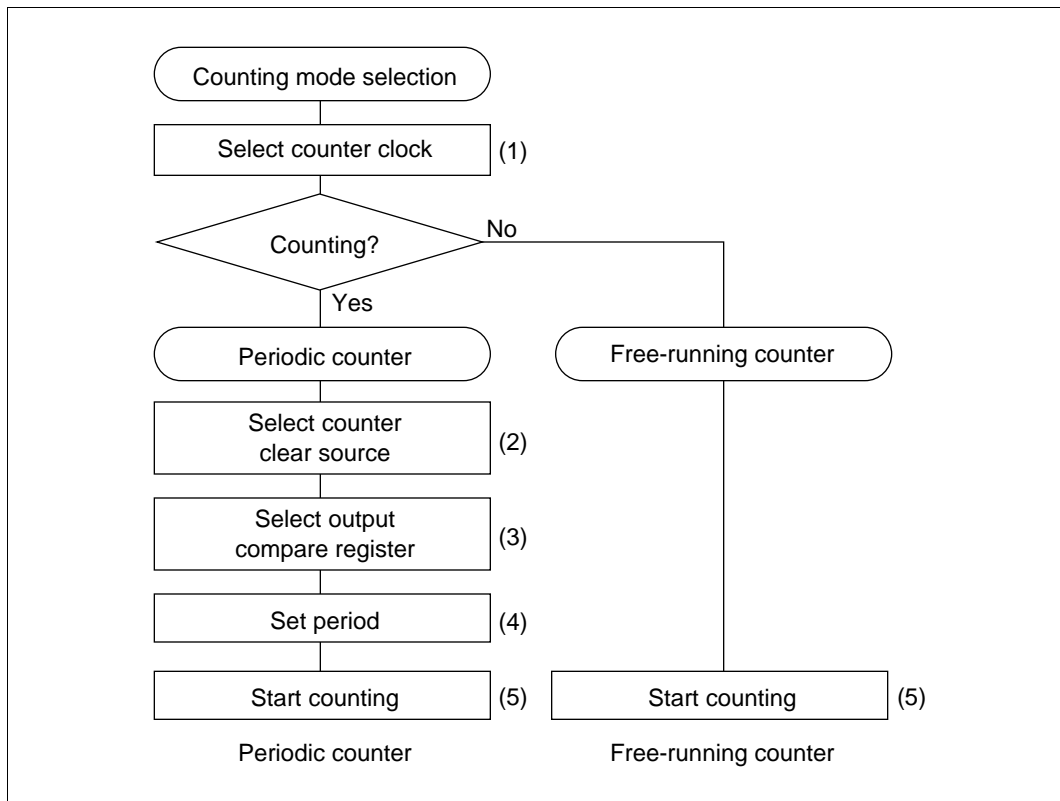 Counting mode selection
Select counter clock
(1)
Counting?
No
Yes
Periodic counter
Free-running counter
Select counter
clear source
(2)
Select output
compare register
(3)
Set period
(4)
Start counting
(5)
Start counting
(5)
Periodic counter
Free-running counter